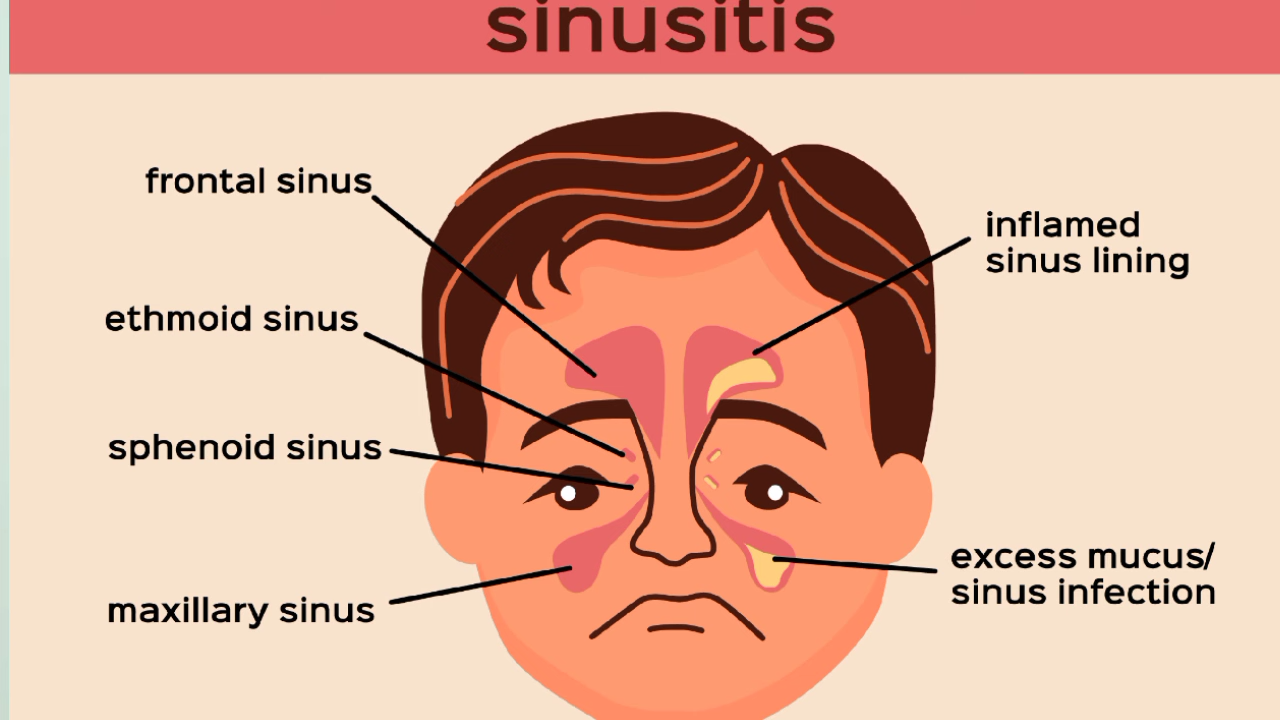 sinusitis
frontal sinus
ethmoid sinus
sphenoid sinus
maxillary sinus
inflamed
sinus lining
excess mucus/
sinus infection